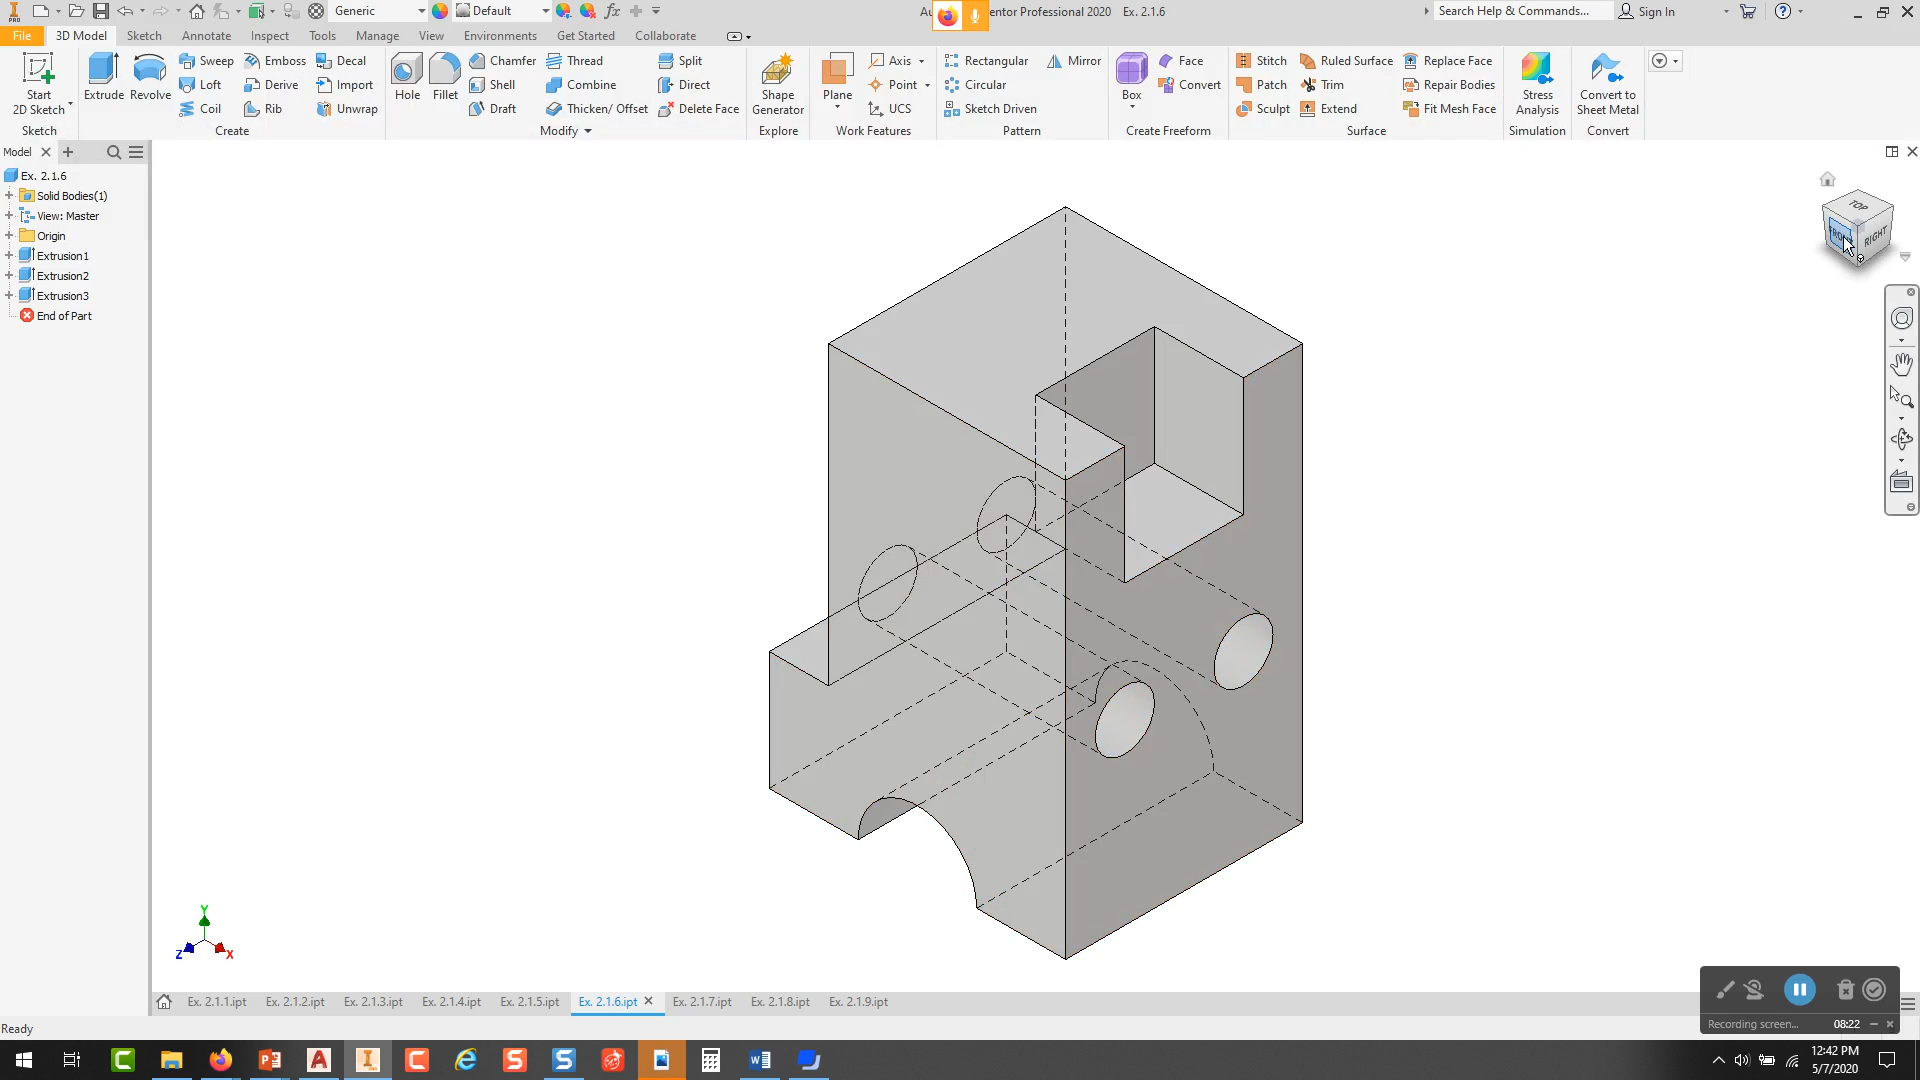 Generic
Default
entor Professional 2020 Ex. 2.1.6
Search Help & Commands...
Sign In
File 3D Model Sketch Annotate Inspect Tools Manage View Environments Get Started Collaborate
Start
2D Sketch
Sketch
Extrude
Revolve
Sweep
Loft
Coil
Emboss
Derive
Rib
Decal
Import
Unwrap
Create
Hole
Fillet
Chamfer
Shell
Draft
Thread
Combine
Thicken/ Offset
Split
Direct
Delete Face
Modify
Shape
Generator
Explore
Plane
Axis
Point
UCS
Work Features
Rectangular
Circular
Sketch Driven
Mirror
Pattern
Box
Face
Convert
Create Freeform
Stitch
Patch
Sculpt
Ruled Surface
Trim
Extend
Replace Face
Repair Bodies
Fit Mesh Face
Surface
Stress
Analysis
Simulation
Convert to
Sheet Metal
Convert
Model
Ex. 2.1.6
Solid Bodies(1)
View: Master
Origin
Extrusion1
Extrusion2
Extrusion3
End of Part
TOP
RIGHT
Y
Z
X
Ex. 2.1.1.ipt Ex. 2.1.2.ipt Ex. 2.1.3.ipt Ex. 2.1.4.ipt Ex. 2.1.5.ipt Ex. 2.1.6.ipt Ex. 2.1.7.ipt Ex. 2.1.8.ipt Ex. 2.1.9.ipt
Recording screen... 08:22
Ready
12:42 PM
5/7/2020